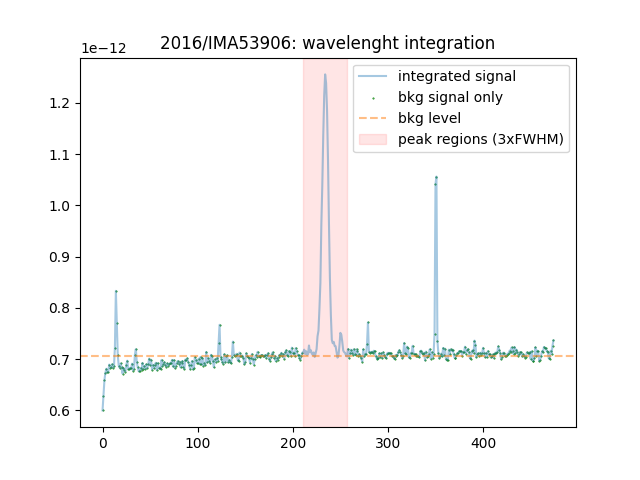 2016/IMA53906: wavelenght integration
1e−12
integrated signal
bkg signal only
bkg level
peak regions (3xFWHM)
1.2
1.1
1.0
0.9
0.8
0.7
0.6
0 100 200 300 400